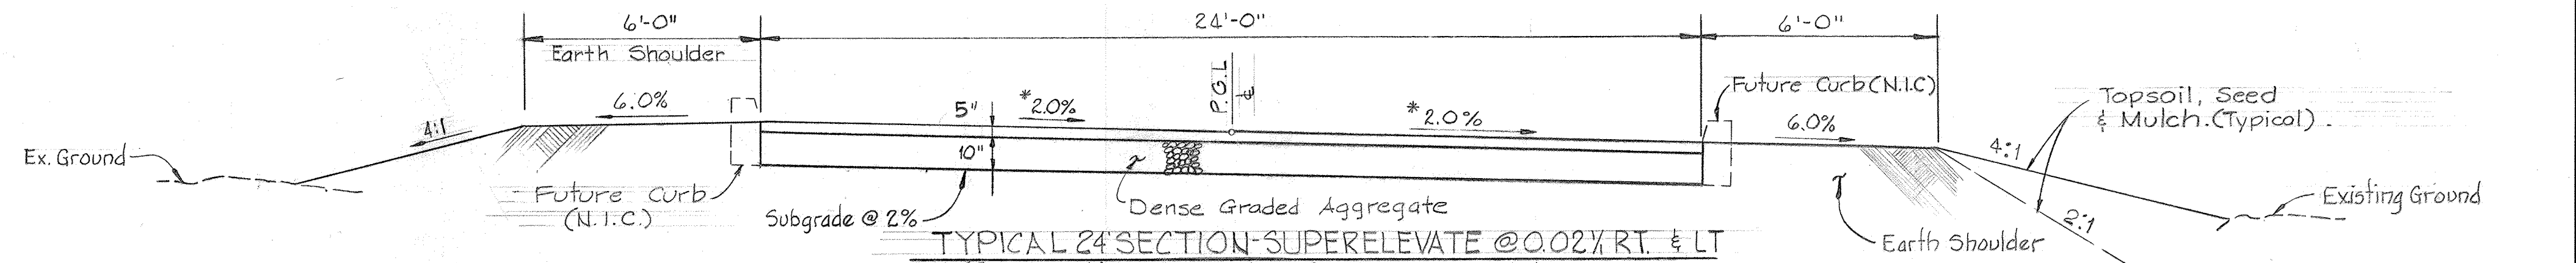 6'-0"
24'-0"
6'-0"
Earth Shoulder
P.G.L
℄
Future Curb (N.I.C)
Topsoil, Seed
& Mulch. (Typical).
6.0%
5"
*2.0%
*2.0%
6.0%
4:1
4:1
Ex. Ground
10"
Future Curb
(N.I.C.)
Subgrade @ 2%
Dense Graded Aggregate
Existing Ground
2:1
Earth Shoulder
TYPICAL 24' SECTION-SUPERELEVATE @ 0.02% RT. & LT